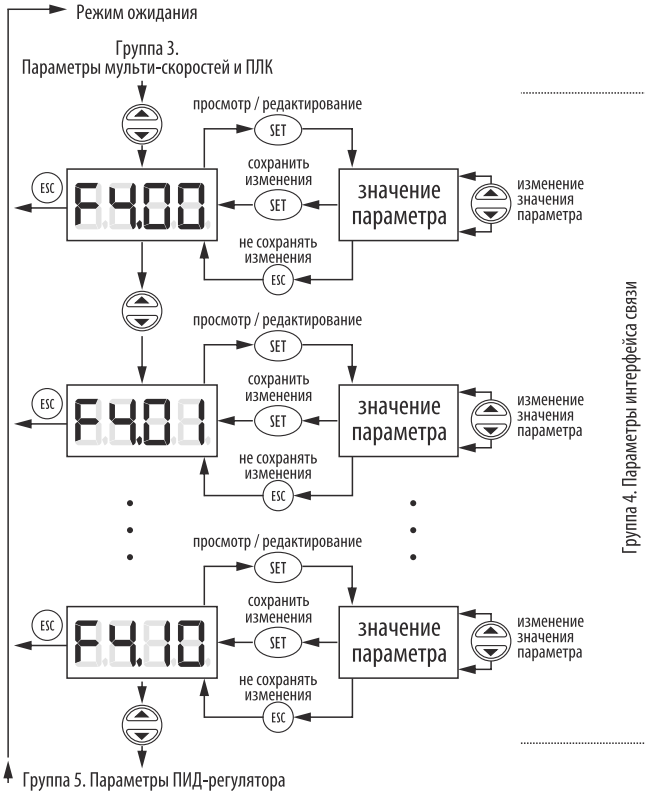 Режим ожидания
Группа 3.
Параметры мульти-скоростей и ПЛК
просмотр / редактирование
SET
сохранить
изменения
SET
ESC
F4.00
значение
параметра
изменение
значения
параметра
не сохранять
изменения
ESC
просмотр / редактирование
SET
сохранить
изменения
SET
ESC
F4.01
значение
параметра
изменение
значения
параметра
не сохранять
изменения
ESC
просмотр / редактирование
SET
сохранить
изменения
SET
ESC
F4.10
значение
параметра
изменение
значения
параметра
не сохранять
изменения
ESC
Группа 4. Параметры интерфейса связи
Группа 5. Параметры ПИД-регулятора